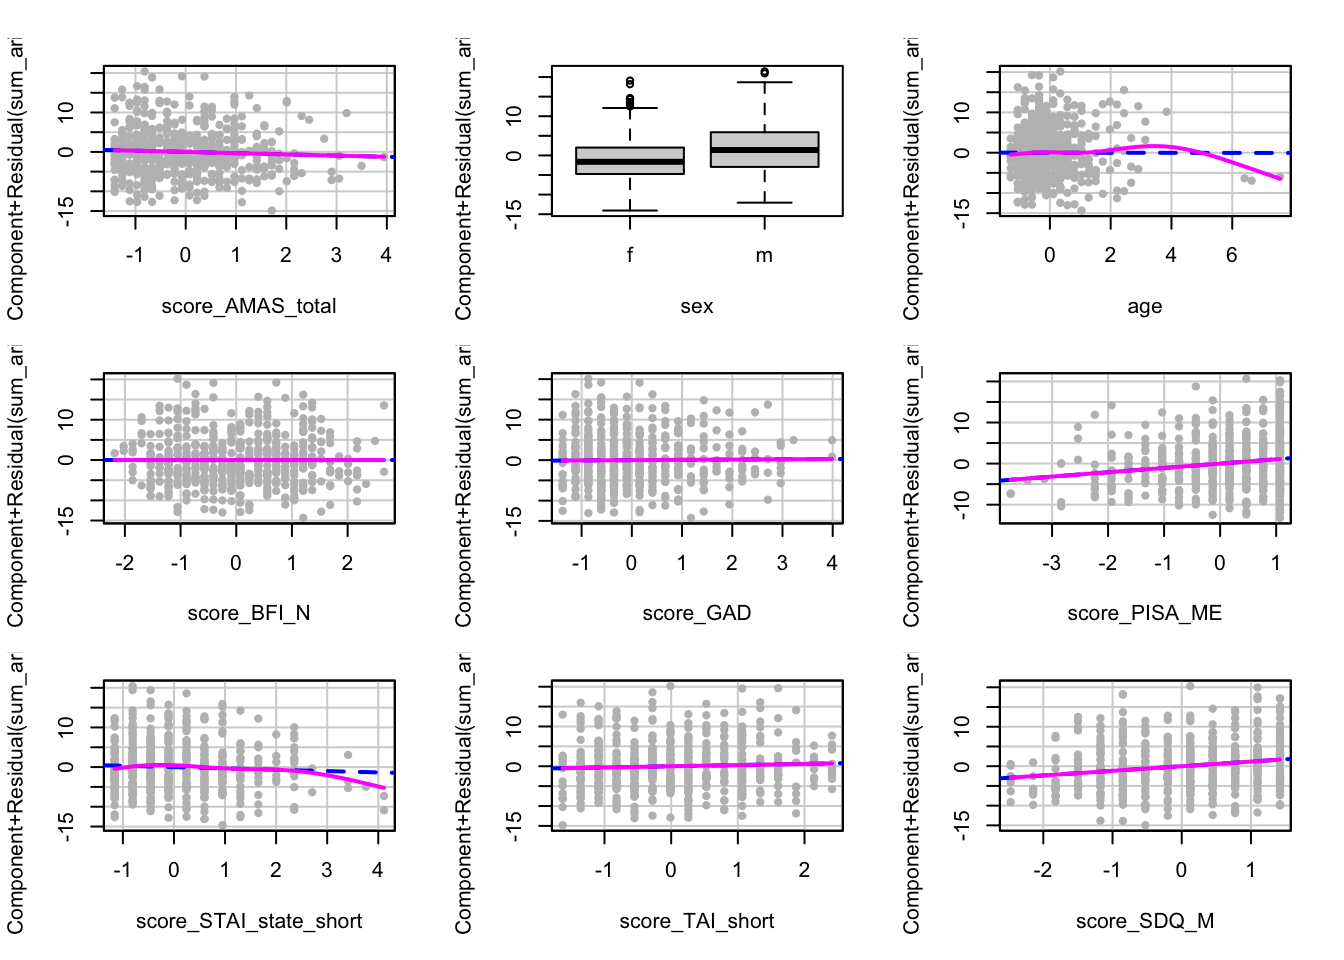 Component+Residual(sum_ari
10
0
-15
-1 0 1 2 3 4
score_AMAS_total
Component+Residual(sum_ari
10
0
-15
f m
sex
Component+Residual(sum_ari
10
0
-15
0 2 4 6
age
Component+Residual(sum_ari
10
0
-15
-2 -1 0 1 2
score_BFI_N
Component+Residual(sum_ari
10
0
-15
-1 0 1 2 3 4
score_GAD
Component+Residual(sum_ari
10
0
-10
-3 -2 -1 0 1
score_PISA_ME
Component+Residual(sum_ari
10
0
-15
-1 0 1 2 3 4
score_STAI_state_short
Component+Residual(sum_ari
10
0
-15
-1 0 1 2
score_TAI_short
Component+Residual(sum_ari
10
0
-15
-2 -1 0 1
score_SDQ_M